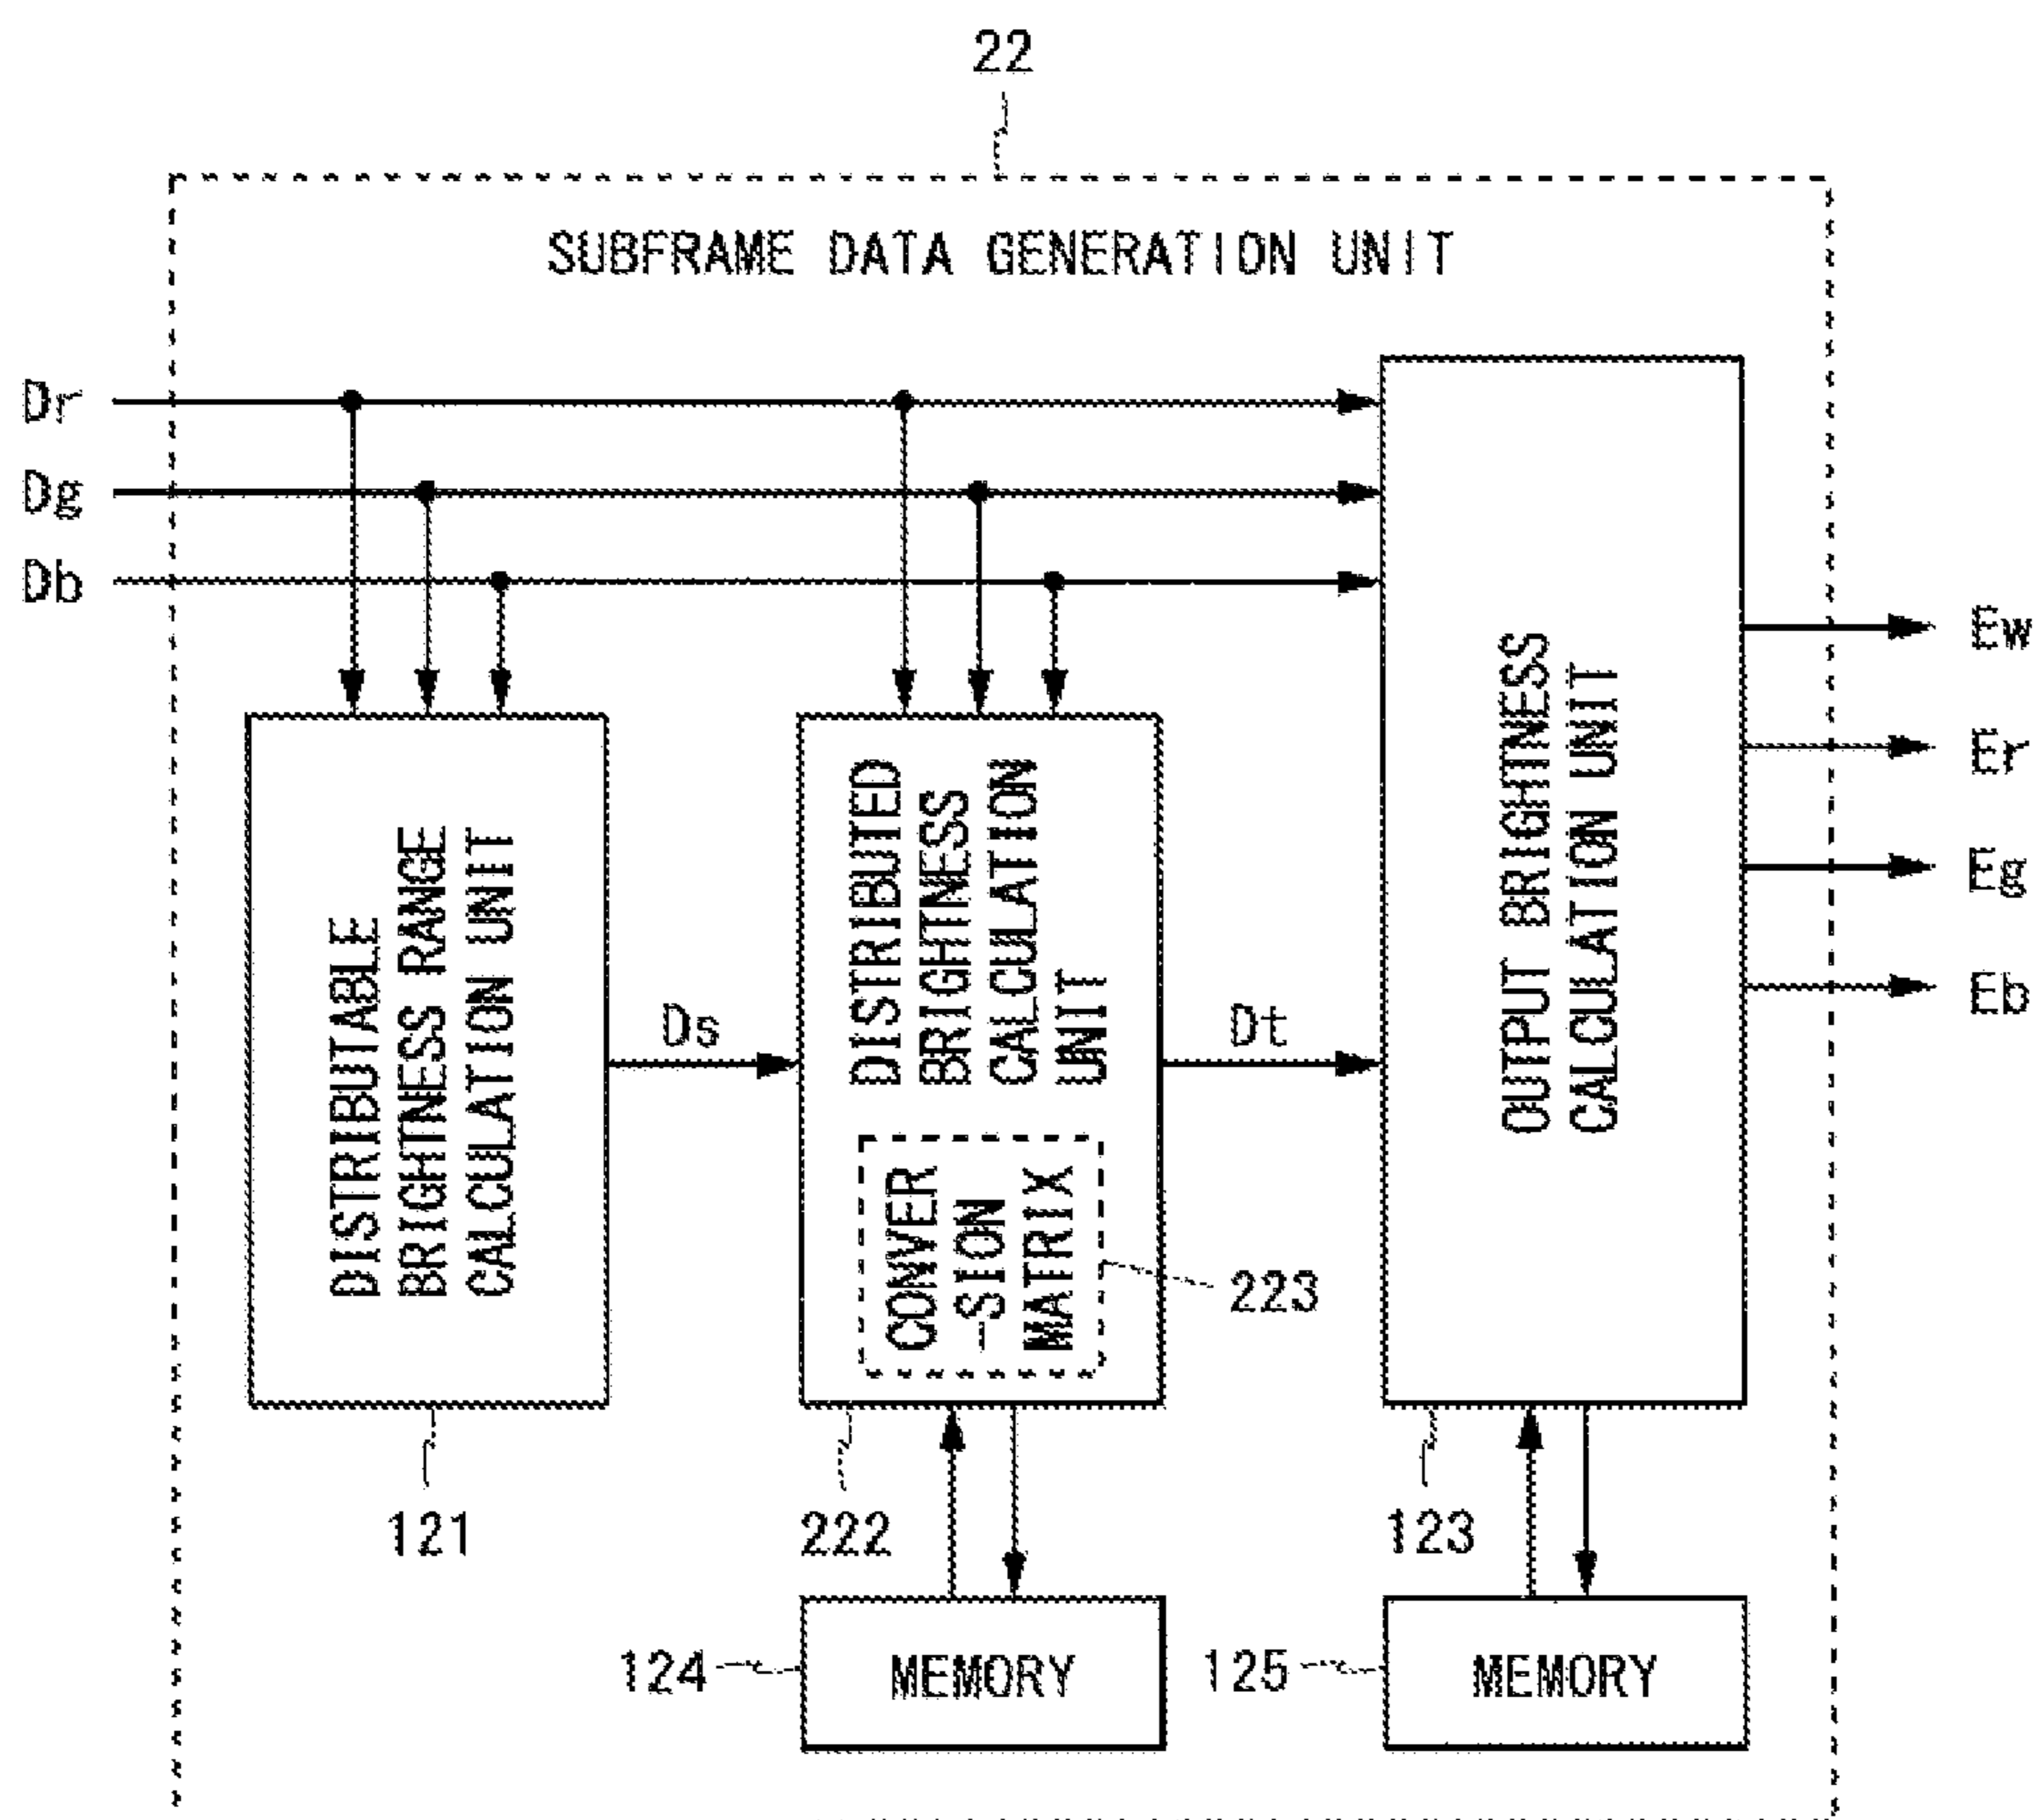 22
SUBFRAME DATA GENERATION UNIT
Dr
Dg
Db
Ew
Er
Eg
Eb
DISTRIBUTABLE
BRIGHTNESS RANGE
CALCULATION UNIT
Ds
DISTRIBUTED
BRIGHTNESS
CALCULATION
UNIT
CONVER
-SION
MATRIX
223
Dt
OUTPUT BRIGHTNESS
CALCULATION UNIT
121
222
123
124
MEMORY
125
MEMORY